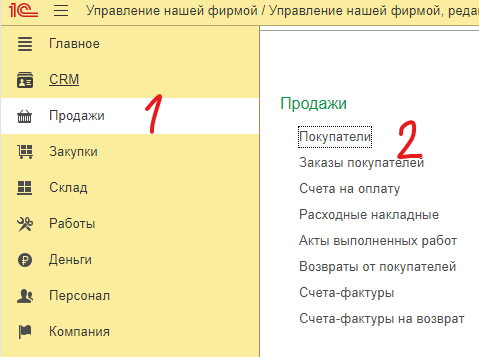 1С Управление нашей фирмой / Управление нашей фирмой, реда
Главное
CRM
Продажи
1
Закупки
Склад
Работы
Деньги
Персонал
Компания
Продажи
Покупатели
2
Заказы покупателей
Счета на оплату
Расходные накладные
Акты выполненных работ
Возвраты от покупателей
Счета-фактуры
Счета-фактуры на возврат